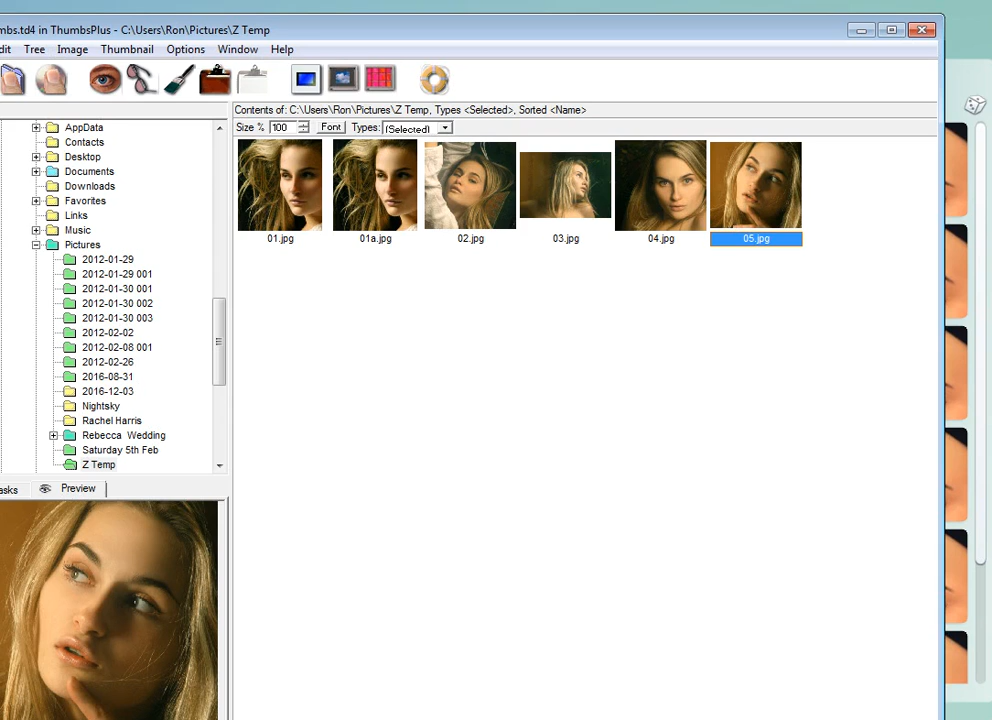 mbs.td4 in ThumbsPlus - C:\Users\Ron\Pictures\Z Temp
dit Tree Image Thumbnail Options Window Help
Contents of: C:\Users\Ron\Pictures\Z Temp, Types <Selected>, Sorted <Name>
Size % 100 Font Types: (Selected)
AppData
Contacts
Desktop
Documents
Downloads
Favorites
Links
Music
Pictures
2012-01-29
2012-01-29 001
2012-01-30 001
2012-01-30 002
2012-01-30 003
2012-02-02
2012-02-08 001
2012-02-26
2016-08-31
2016-12-03
Nightsky
Rachel Harris
Rebecca Wedding
Saturday 5th Feb
Z Temp
01.jpg 01a.jpg 02.jpg 03.jpg 04.jpg 05.jpg
asks Preview